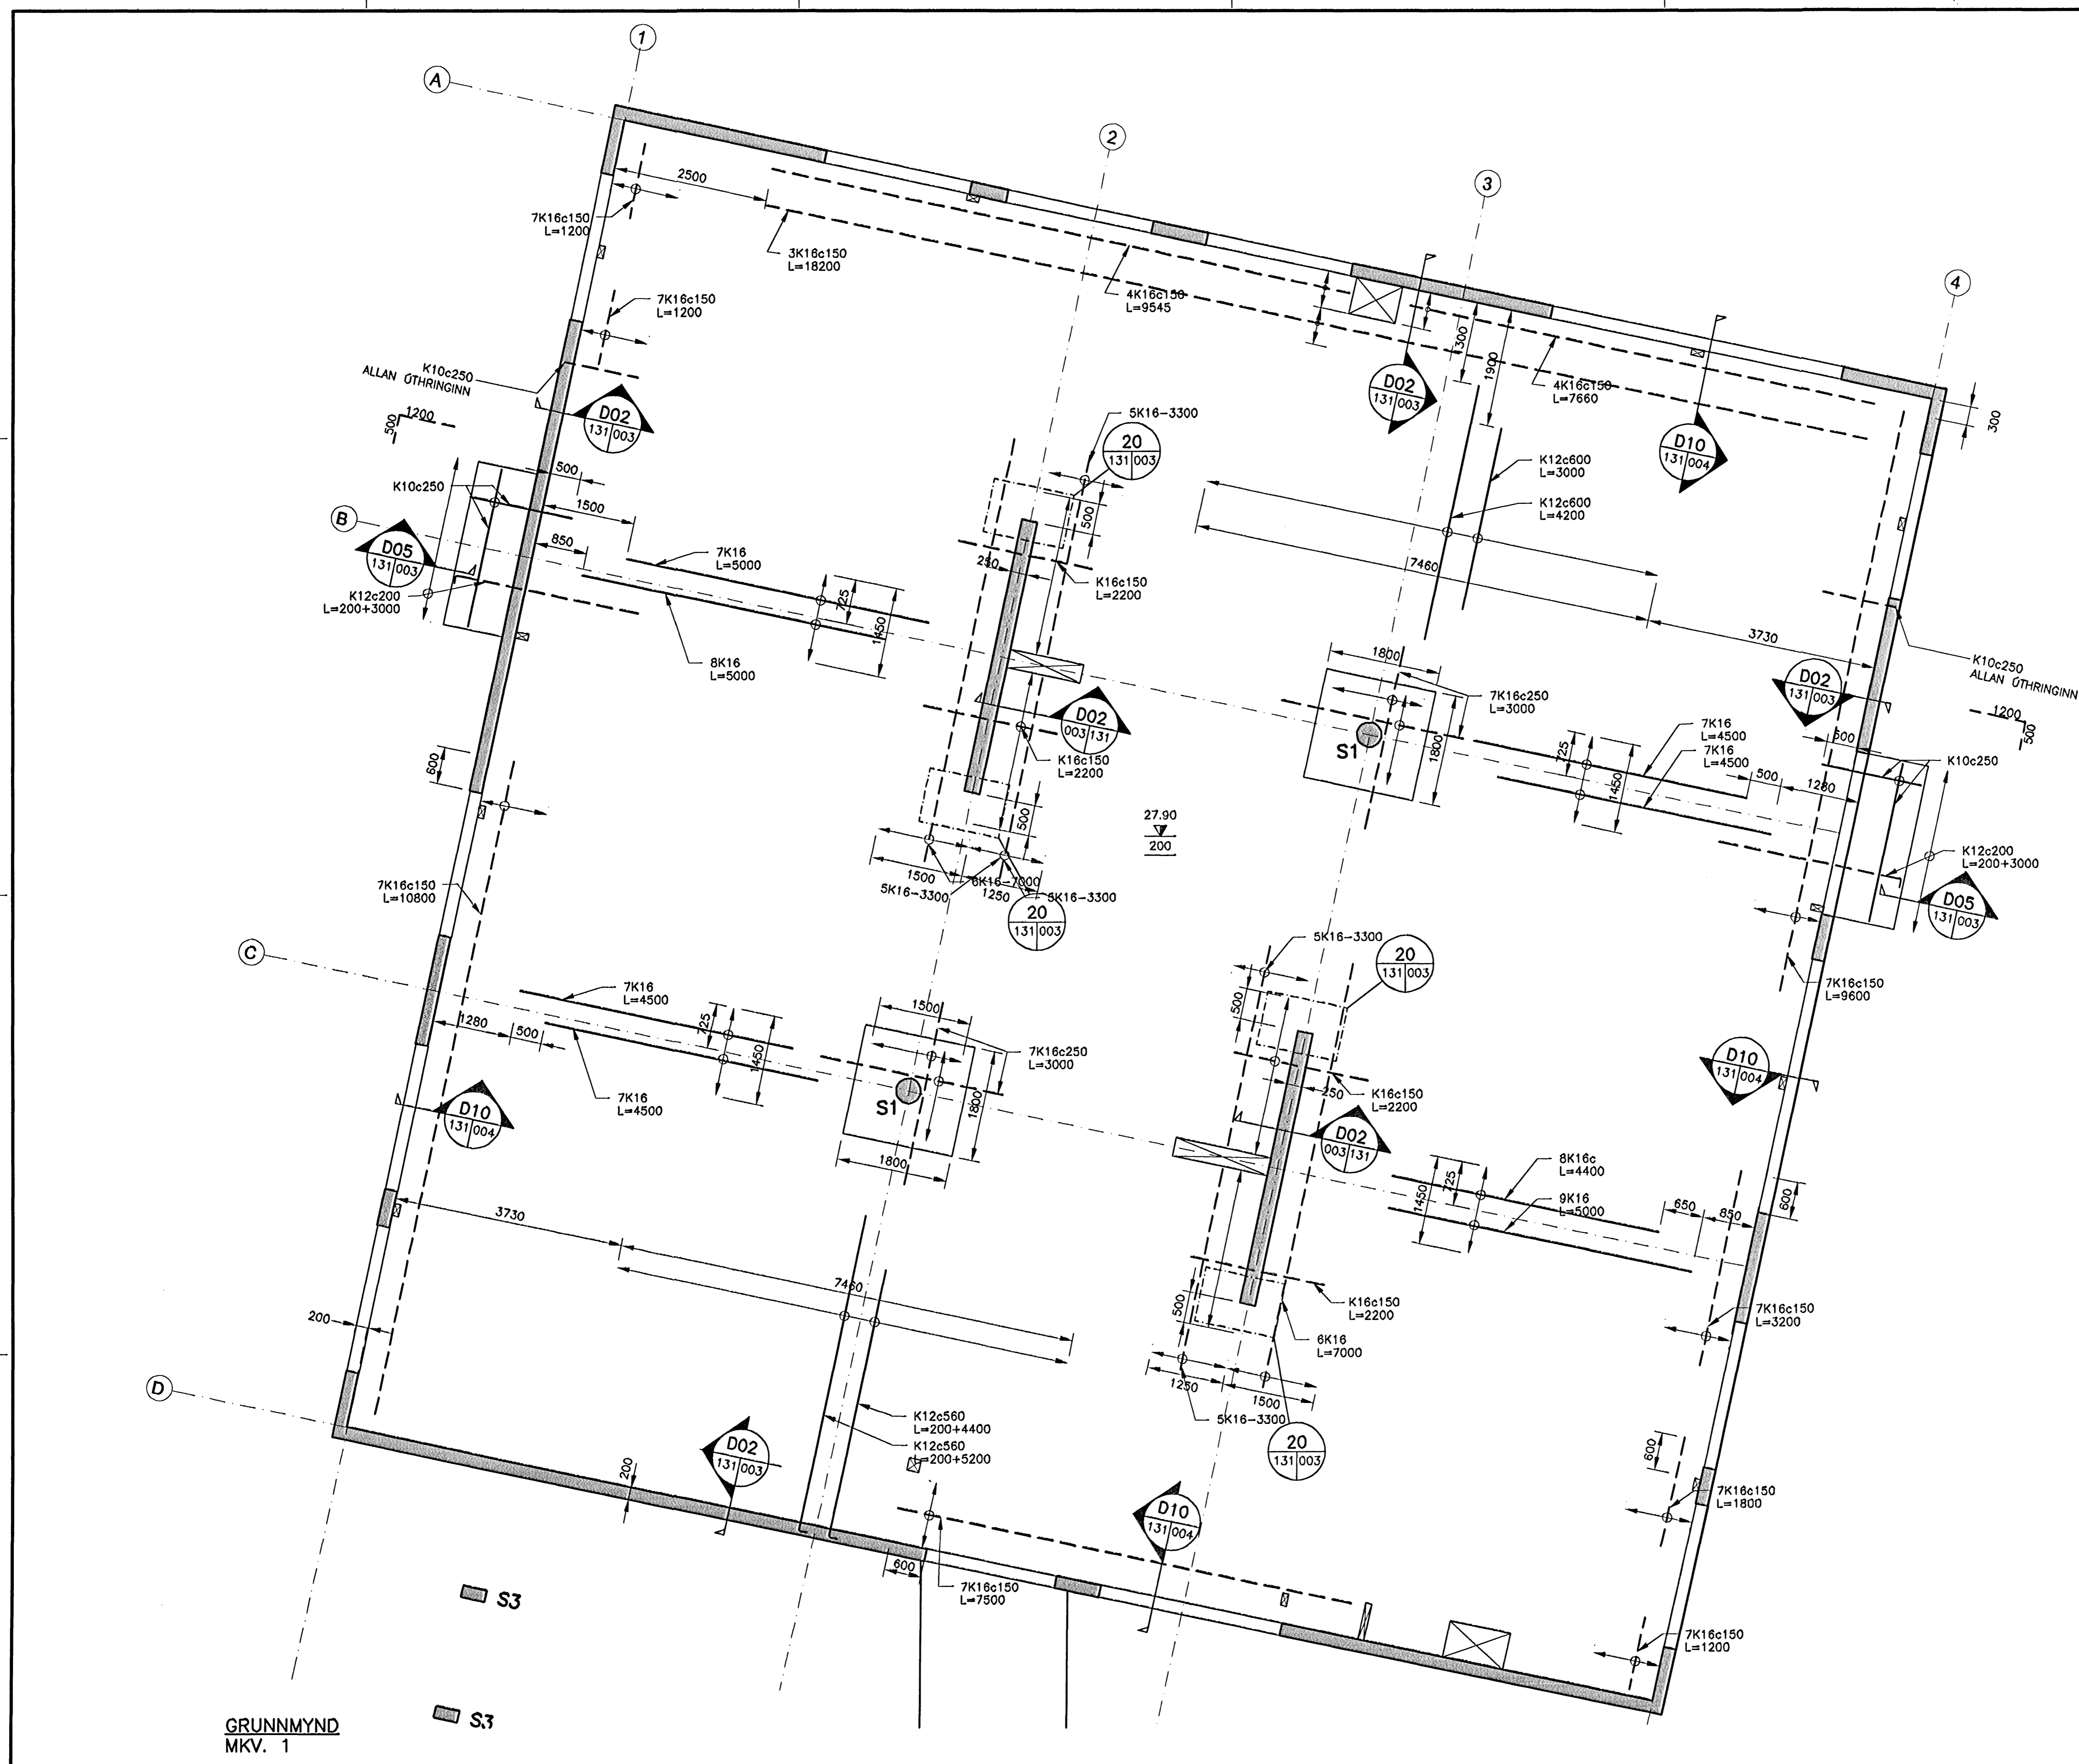 1
A
2
3
4
2500
7K16c150
L=1200
3K16c150
L=18200
4K16c150
L=9545
7K16c150
L=1200
300
1900
D02
131 003
4K16c150
L=7660
D10
131 004
300
K10c250
ALLAN ÚTHRINGINN
D02
131 003
1200
500
5K16-3300
20
131 003
K12c600
L=3000
K12c600
L=4200
500
K10c250
1500
500
B
D05
131 003
850
7K16
L=5000
250
K16c150
L=2200
7460
K12c200
L=200+3000
725
1450
3730
8K16
L=5000
1800
K10c250
ALLAN ÚTHRINGINN
D02
131 003
7K16c250
L=3000
D02
003 131
1200
500
7K16
L=4500
7K16
L=4500
S1
1800
725
1450
600
K10c250
600
K16c150
L=2200
500
1280
27.90
200
500
K12c200
L=200+3000
1500
6K16-7000
1250
5K16-3300
5K16-3300
7K16c150
L=10800
D05
131 003
20
131 003
C
5K16-3300
20
131 003
7K16
L=4500
7K16c150
L=9600
1500
500
1280
500
725
1450
7K16c250
L=3000
D10
131 004
7K16
L=4500
S1
1800
250
K16c150
L=2200
D10
131 004
D02
003 131
1800
8K16c
L=4400
725
1450
9K16
L=5000
650
850
600
3730
7460
K16c150
L=2200
7K16c150
L=3200
200
500
6K16
L=7000
D
1250
1500
5K16-3300
K12c560
L=200+4400
K12c560
L=200+5200
20
131 003
D02
131 003
200
600
7K16c150
L=1800
D10
131 004
600
7K16c150
L=7500
S3
7K16c150
L=1200
S3
GRUNNMYND
MKV. 1